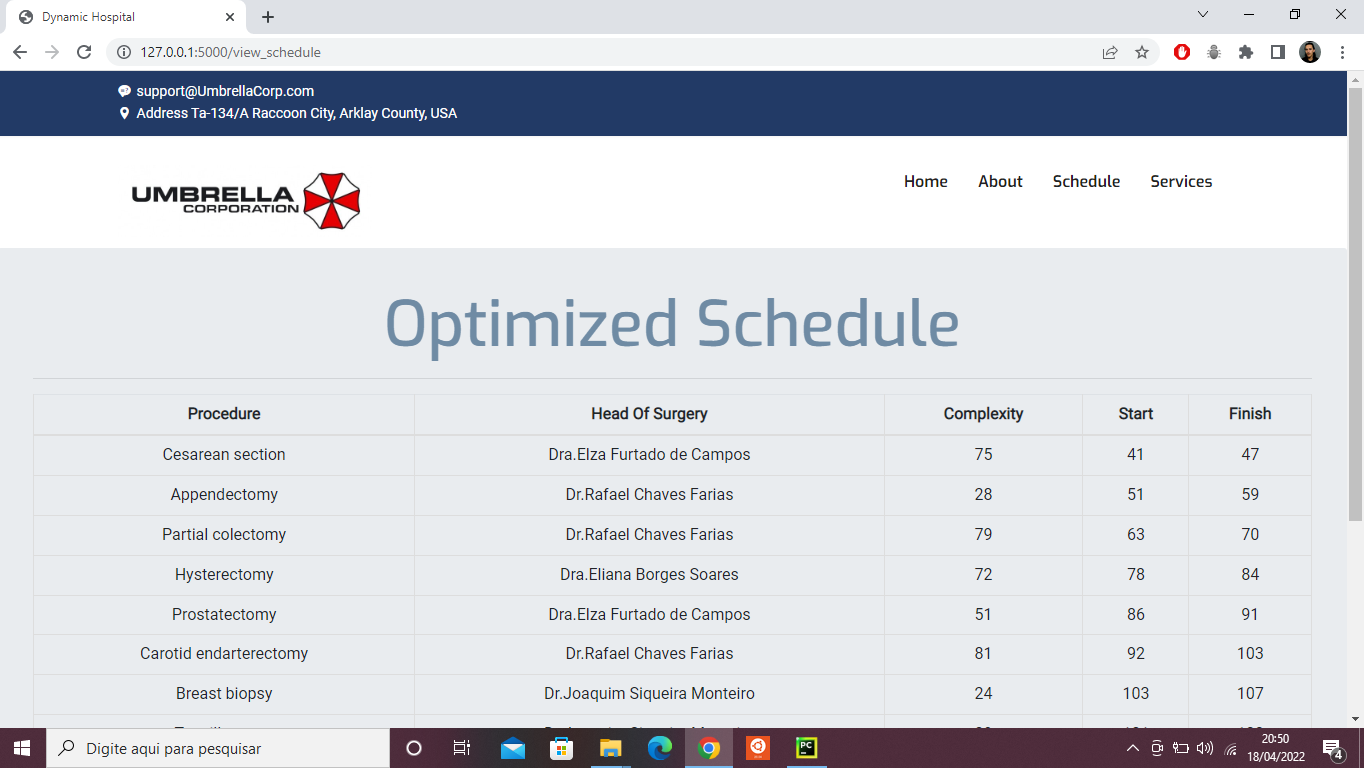 Dynamic Hospital
127.0.0.1:5000/view_schedule
support@UmbrellaCorp.com
Address Ta-134/A Raccoon City, Arklay County, USA
UMBRELLA
CORPORATION
Home About Schedule Services
Optimized Schedule
Procedure Head Of Surgery Complexity Start Finish
Cesarean section Dra.Elza Furtado de Campos 75 41 47
Appendectomy Dr.Rafael Chaves Farias 28 51 59
Partial colectomy Dr.Rafael Chaves Farias 79 63 70
Hysterectomy Dra.Eliana Borges Soares 72 78 84
Prostatectomy Dra.Elza Furtado de Campos 51 86 91
Carotid endarterectomy Dr.Rafael Chaves Farias 81 92 103
Breast biopsy Dr.Joaquim Siqueira Monteiro 24 103 107
Digite aqui para pesquisar
PC
20:50
18/04/2022
4